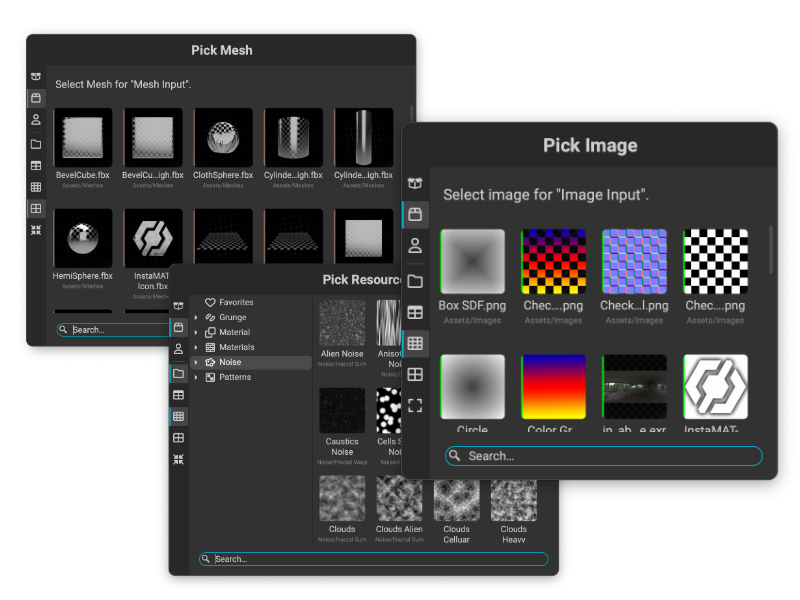 Pick Mesh
Select Mesh for "Mesh Input".
BevelCube.fbx
BevelCu...igh.fbx
ClothSphere.fbx
Cylinde...igh.fbx
Cylinde...igh.fbx
Assets/Meshes
Assets/Meshes
Assets/Meshes
Assets/Meshes
Assets/Meshes
HemiSphere.fbx
InstaMAT
Icon.fbx
Assets/Meshes
Assets/Meshes
Search...
Pick Resourc
Favorites
Grunge
Material
Materials
Noise
Patterns
Alien Noise
Noise/Fractal Sum
Anisot
Noi
Noise/
Caustics
Noise
Noise/Fractal Warp
Cells S
Noi
Noise/
Clouds
Noise/Fractal Sum
Clouds Alien
Noise/Fractal Sum
Clouds
Celluar
Clouds
Heavy
Search...
Pick Image
Select image for "Image Input".
Box SDF.png
Chec....png
Check...l.png
Chec....png
Assets/Images
Assets/Images
Assets/Images
Assets/Images
Circle
Color Gr
in_ab_e.exr
InstaMAT-
Search...